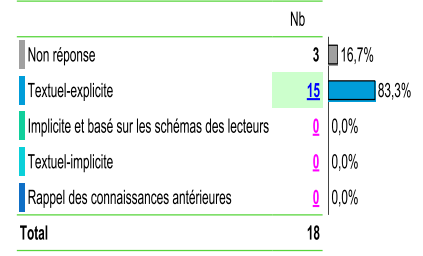 Nb
Non réponse 3 16,7%
Textuel-explicite 15 83,3%
Implicite et basé sur les schémas des lecteurs 0 0,0%
Textuel-implicite 0 0,0%
Rappel des connaissances antérieures 0 0,0%
Total 18